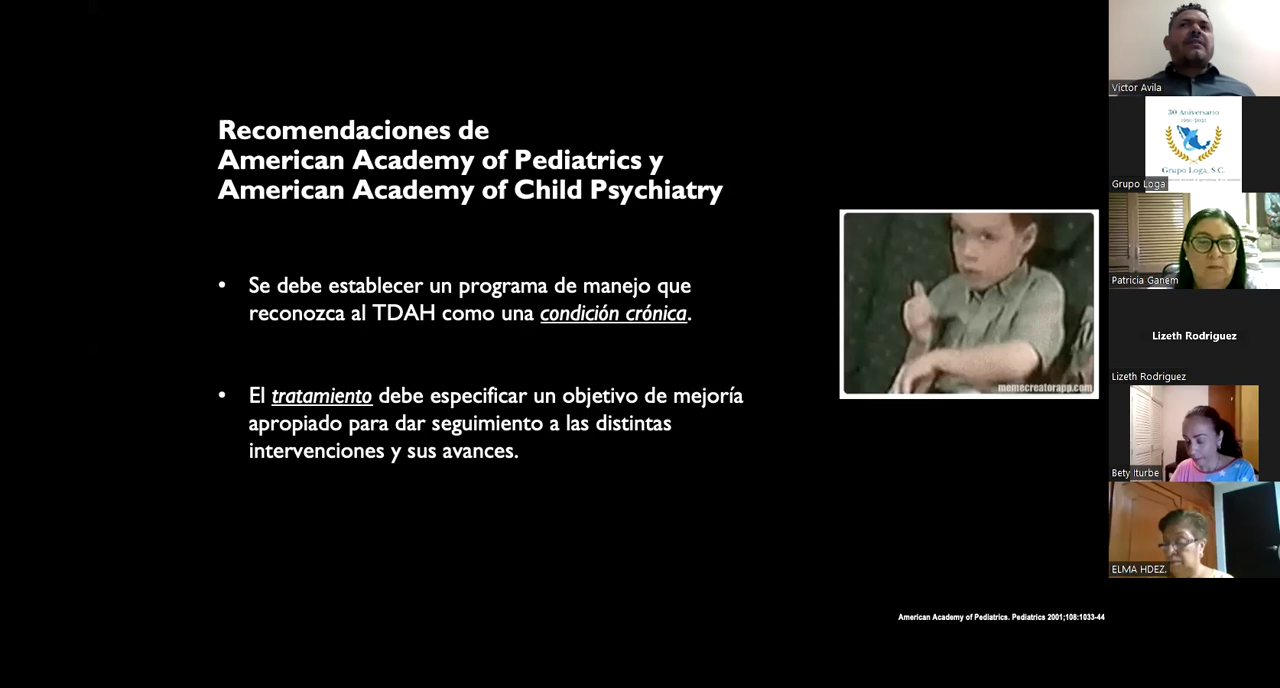 Recomendaciones de
American Academy of Pediatrics y
American Academy of Child Psychiatry
• Se debe establecer un programa de manejo que
reconozca al TDAH como una condición crónica.
• El tratamiento debe especificar un objetivo de mejoría
apropiado para dar seguimiento a las distintas
intervenciones y sus avances.
memecreatorapp.com
American Academy of Pediatrics. Pediatrics 2001;108:1033-44
Víctor Avila
30 Aniversario
Grupo Loga, S.C.
Grupo Loga
Patricia Ganem
Lizeth Rodriguez
Lizeth Rodriguez
Bety Iturbe
ELMA HDEZ.